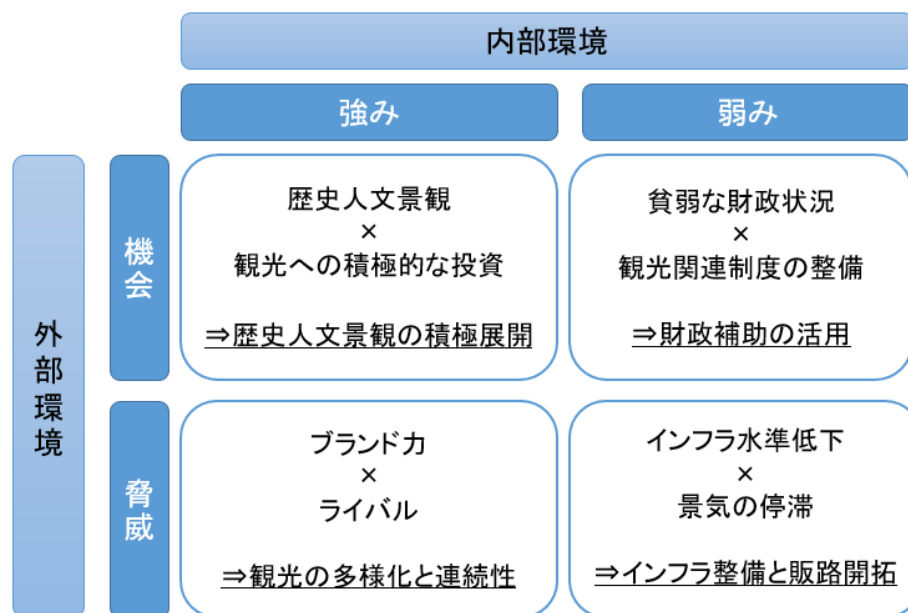 内部環境
強み
弱み
外部環境
機会
歴史人文景観
×
観光への積極的な投資
⇒歴史人文景観の積極展開
貧弱な財政状況
×
観光関連制度の整備
⇒財政補助の活用
脅威
ブランド力
×
ライバル
⇒観光の多様化と連続性
インフラ水準低下
×
景気の停滞
⇒インフラ整備と販路開拓